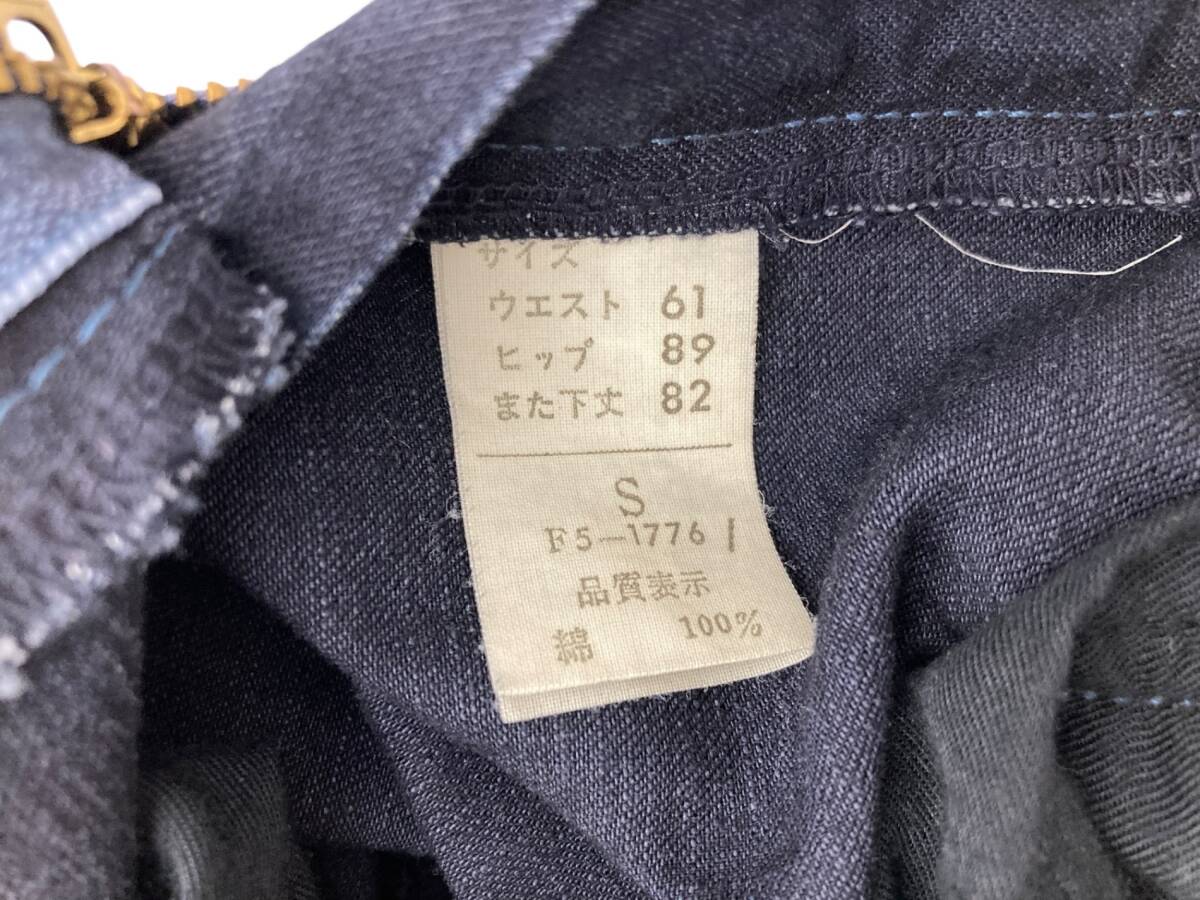 サイズ
ウエスト 61
ヒップ 89
また下丈 82
S
F5-1776
品質表示
綿 100%